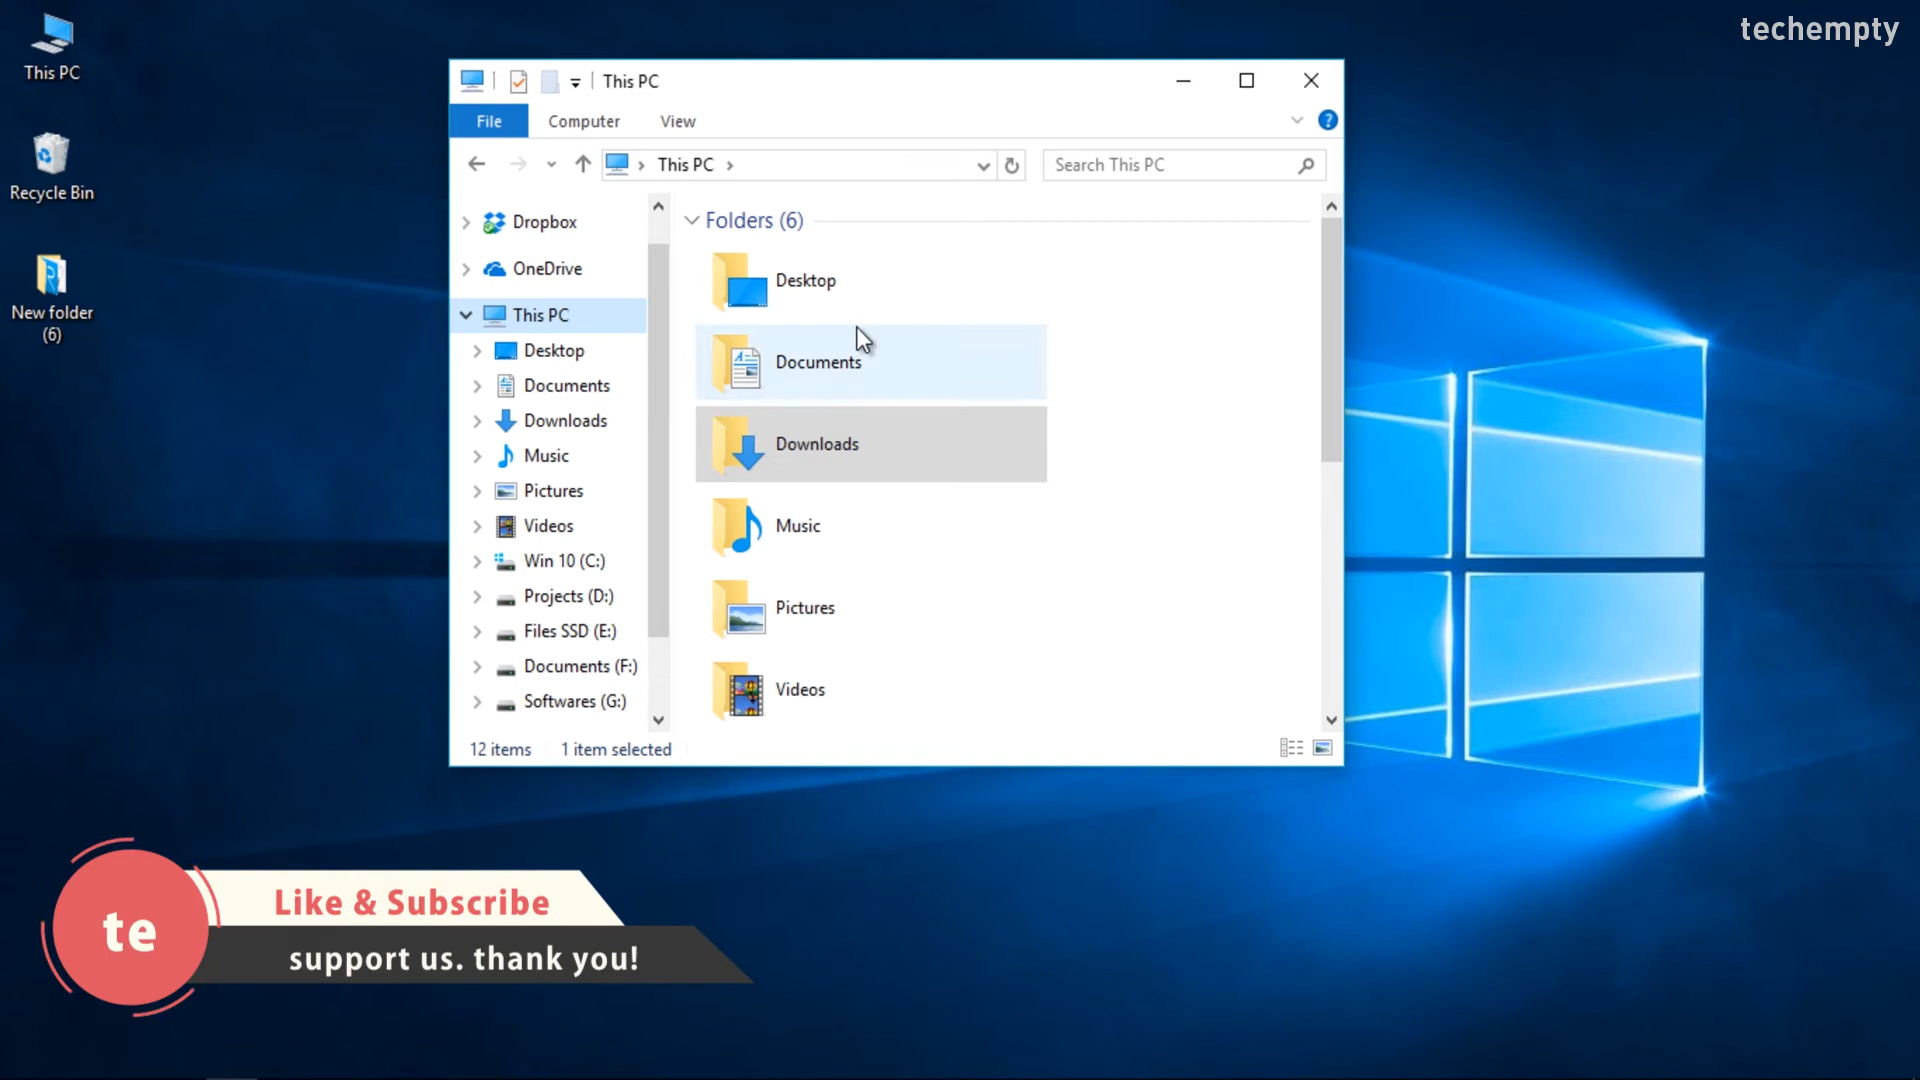 techempty
This PC
Recycle Bin
New folder
(6)
This PC
File Computer View
This PC
Search This PC
Dropbox
OneDrive
This PC
Desktop
Documents
Downloads
Music
Pictures
Videos
Win 10 (C:)
Projects (D:)
Files SSD (E:)
Documents (F:)
Softwares (G:)
Folders (6)
Desktop
Documents
Downloads
Music
Pictures
Videos
12 items 1 item selected
te
Like & Subscribe
support us. thank you!